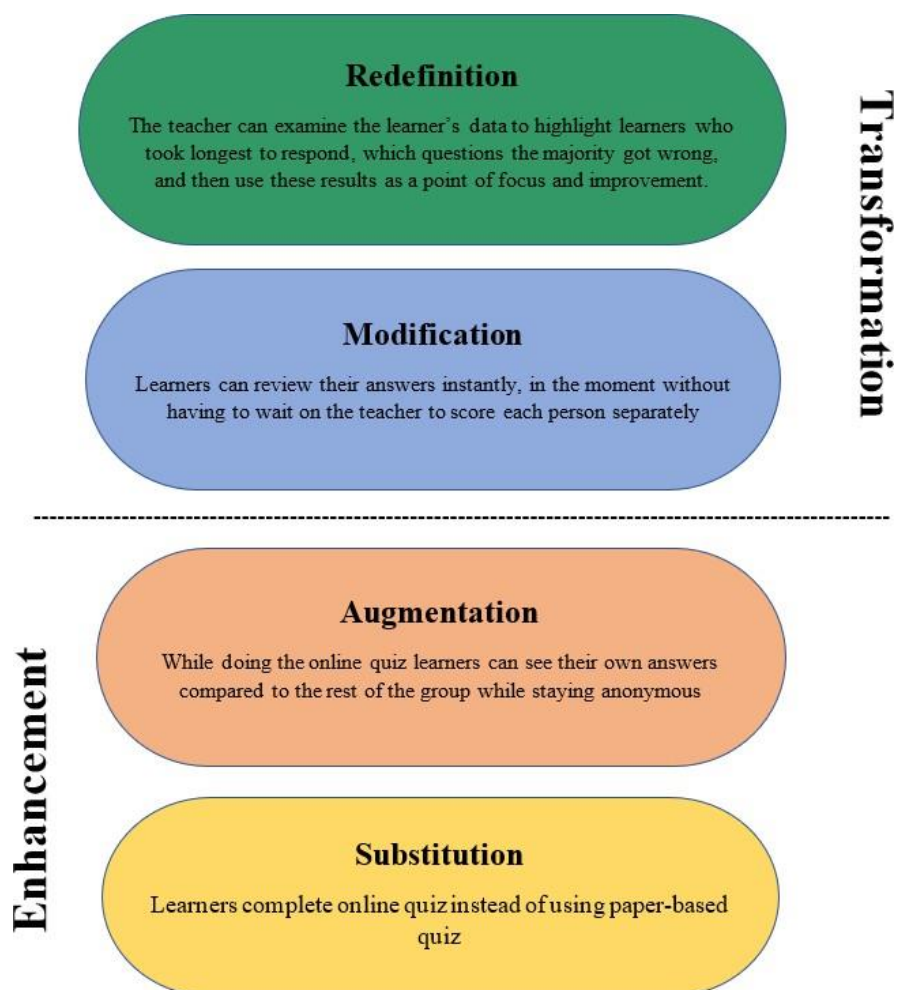 Redefinition
The teacher can examine the learner’s data to highlight learners who
took longest to respond, which questions the majority got wrong,
and then use these results as a point of focus and improvement.
Transformation
Modification
Learners can review their answers instantly, in the moment without
having to wait on the teacher to score each person separately
Augmentation
While doing the online quiz learners can see their own answers
compared to the rest of the group while staying anonymous
Enhancement
Substitution
Learners complete online quiz instead of using paper-based
quiz